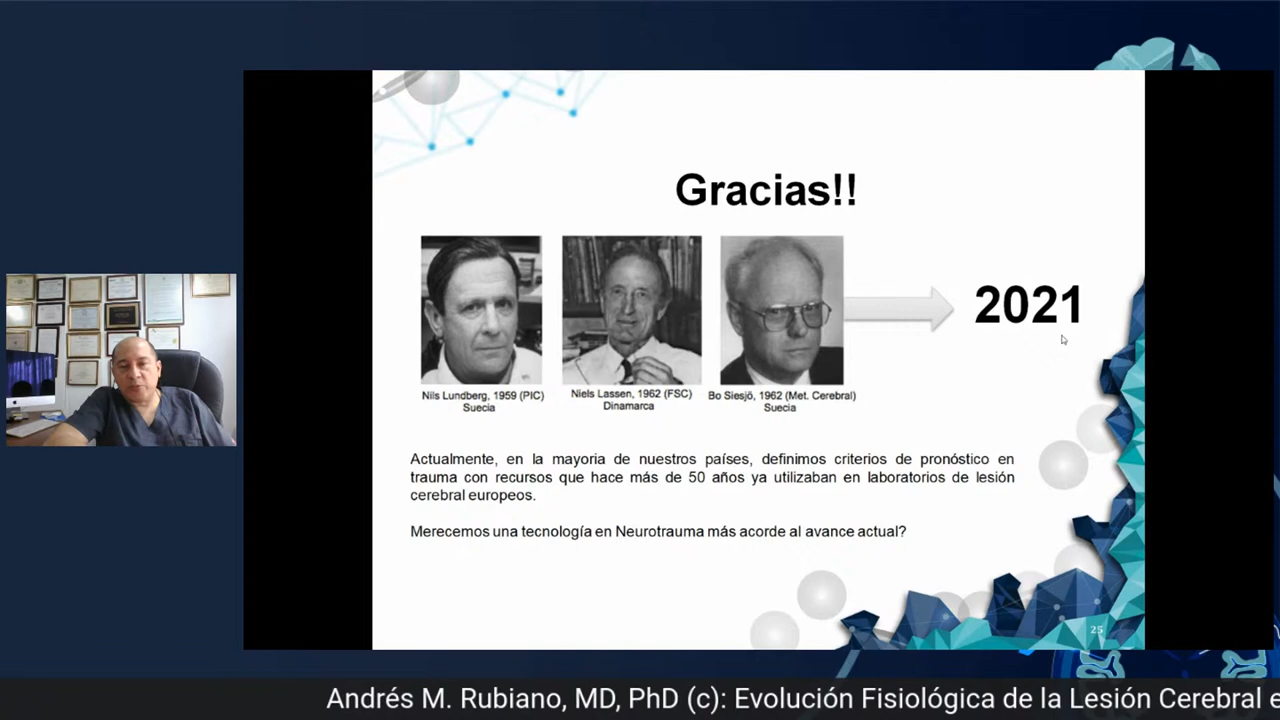 Gracias!!
2021
Nils Lundberg, 1959 (PIC)
Suecia
Niels Lassen, 1962 (FSC)
Dinamarca
Bo Siesjö, 1962 (Met. Cerebral)
Suecia
Actualmente, en la mayoria de nuestros países, definimos criterios de pronóstico en
trauma con recursos que hace más de 50 años ya utilizaban en laboratorios de lesión
cerebral europeos.
Merecemos una tecnología en Neurotrauma más acorde al avance actual?
25
Andrés M. Rubiano, MD, PhD (c): Evolución Fisiológica de la Lesión Cerebral e